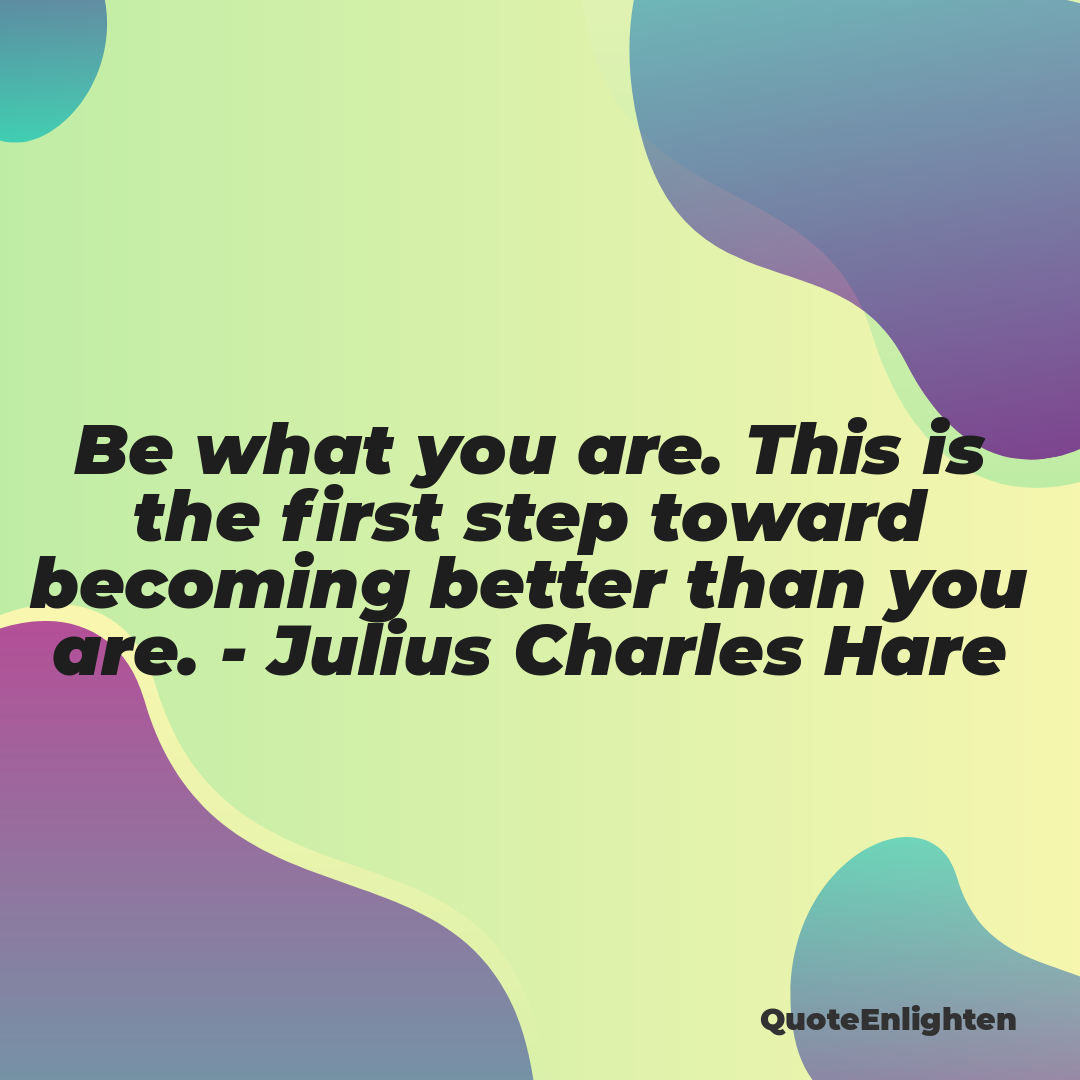 Be what you are. This is
the first step toward
becoming better than you
are. - Julius Charles Hare
QuoteEnlighten